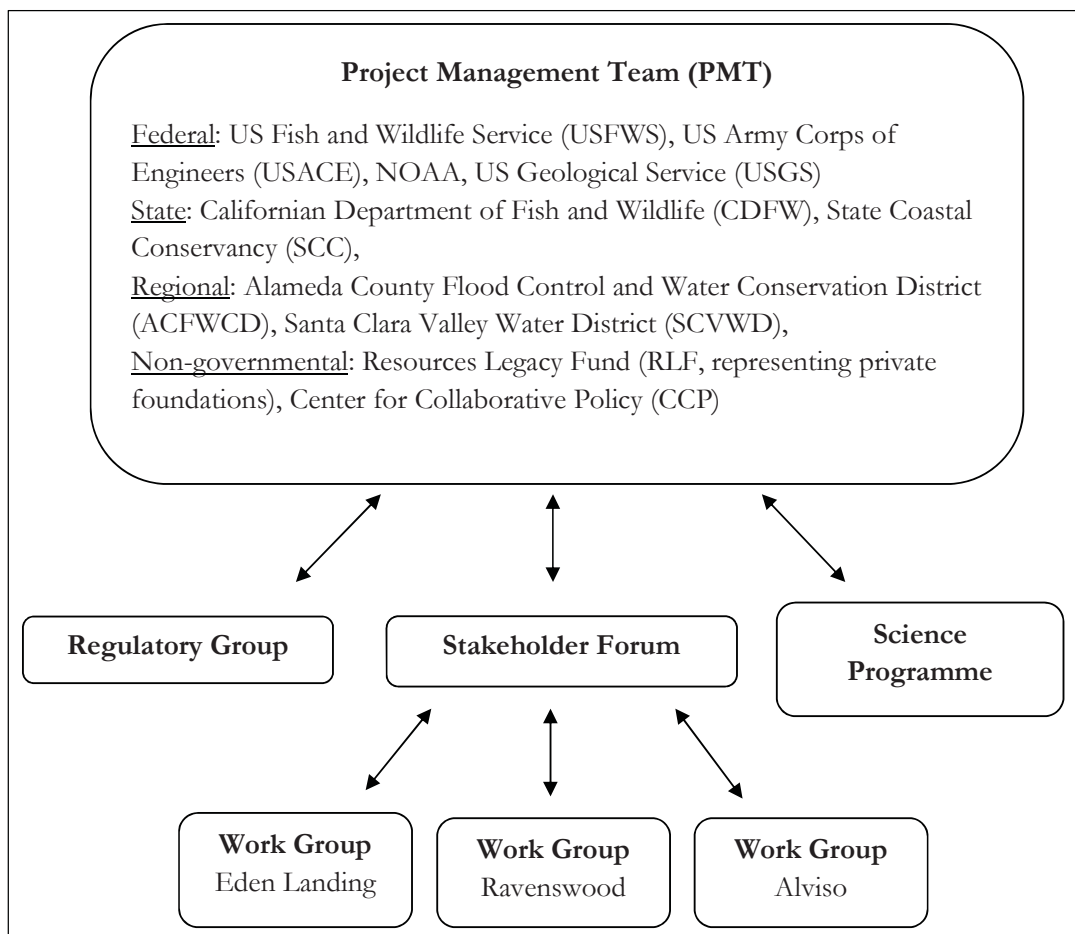 Project Management Team (PMT)
Federal: US Fish and Wildlife Service (USFWS), US Army Corps of
Engineers (USACE), NOAA, US Geological Service (USGS)
State: Californian Department of Fish and Wildlife (CDFW), State Coastal
Conservancy (SCC),
Regional: Alameda County Flood Control and Water Conservation District
(ACFWCD), Santa Clara Valley Water District (SCVWD),
Non-governmental: Resources Legacy Fund (RLF, representing private
foundations), Center for Collaborative Policy (CCP)
Regulatory Group
Stakeholder Forum
Science
Programme
Work Group
Eden Landing
Work Group
Ravenswood
Work Group
Alviso